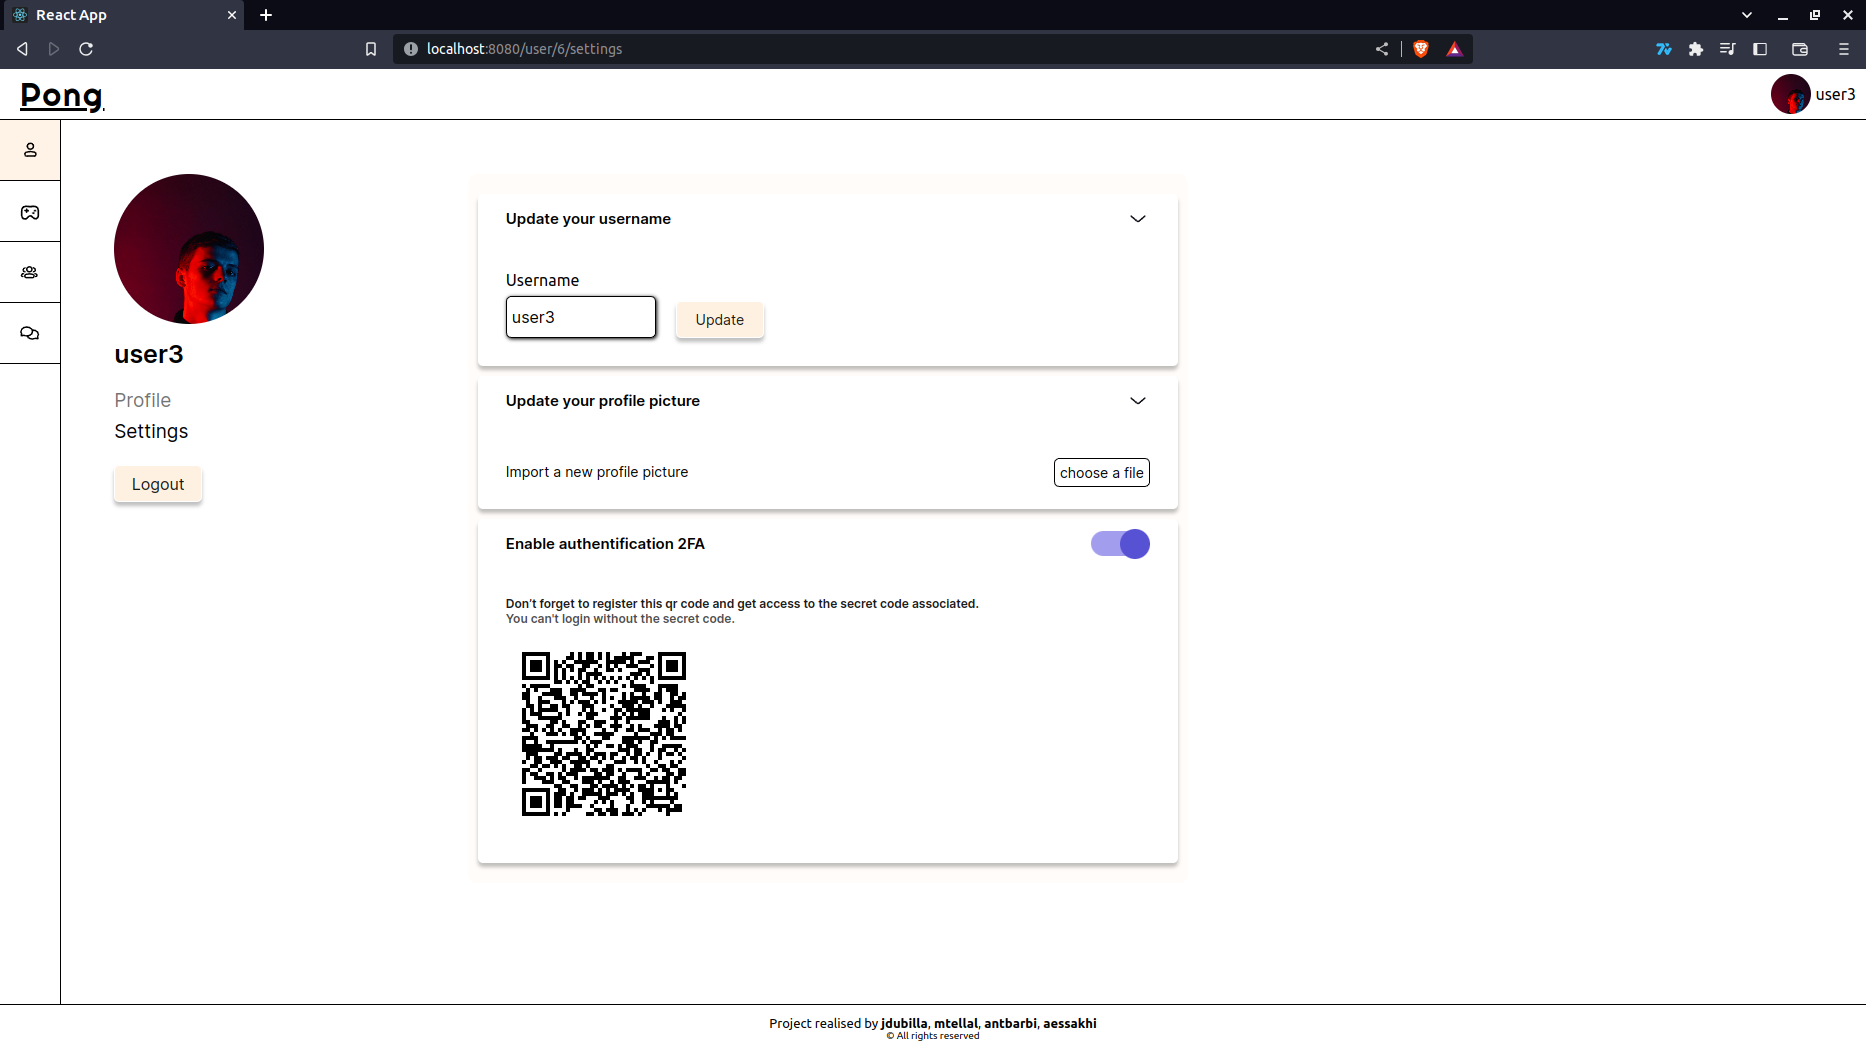 React App
localhost:8080/user/6/settings
Pong
user3
user3
Profile
Settings
Logout
Update your username
Username
user3
Update
Update your profile picture
Import a new profile picture
choose a file
Enable authentification 2FA
Don't forget to register this qr code and get access to the secret code associated.
You can't login without the secret code.
Project realised by jdubilla, mtellal, antbarbi, aessakhi
© All rights reserved